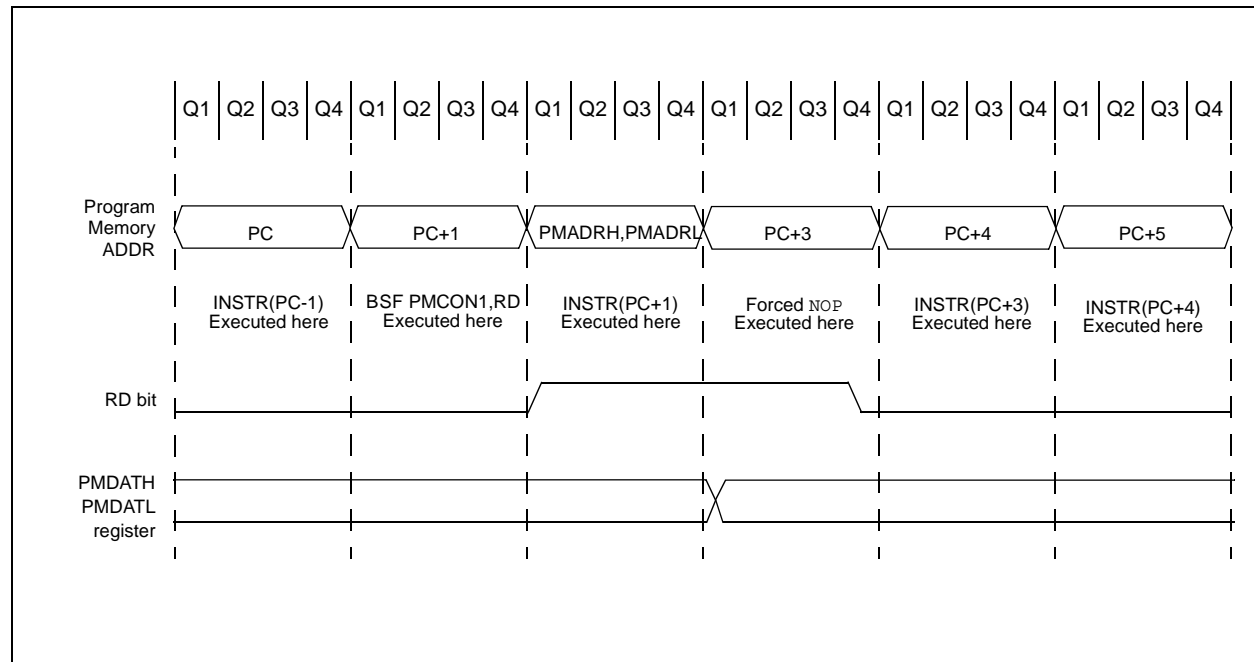 Q1 Q2 Q3 Q4 Q1 Q2 Q3 Q4 Q1 Q2 Q3 Q4 Q1 Q2 Q3 Q4 Q1 Q2 Q3 Q4 Q1 Q2 Q3 Q4
Program
Memory
ADDR
PC
PC+1
PMADRH,PMADRL
PC+3
PC+4
PC+5
INSTR(PC-1)
Executed here
BSF PMCON1,RD
Executed here
INSTR(PC+1)
Executed here
Forced NOP
Executed here
INSTR(PC+3)
Executed here
INSTR(PC+4)
Executed here
RD bit
PMDATH
PMDATL
register